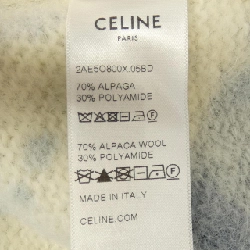 CELINE
PARIS
70% ALPAGA
30% POLYAMIDE
70% ALPACA WOOL
30% POLYAMIDE
MADE IN ITALY
CELINE.COM